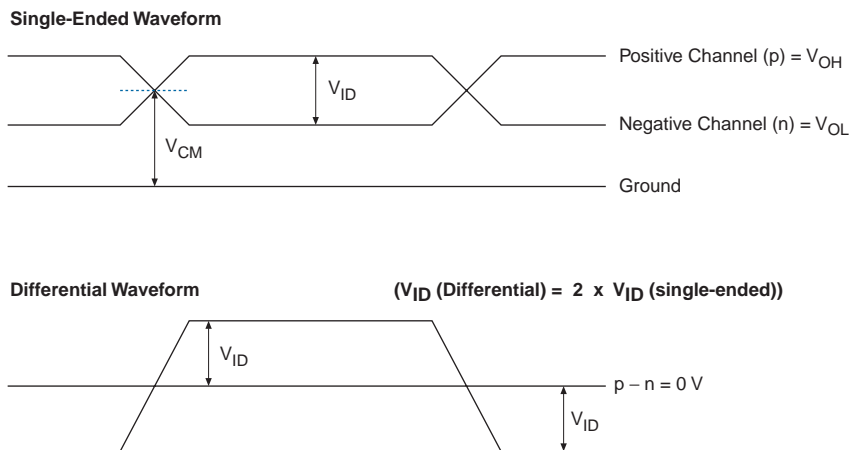 Single-Ended Waveform
Positive Channel (p) = VOH
VID
Negative Channel (n) = VOL
VCM
Ground
Differential Waveform (VID (Differential) = 2 x VID (single-ended))
VID
p – n = 0 V
VID